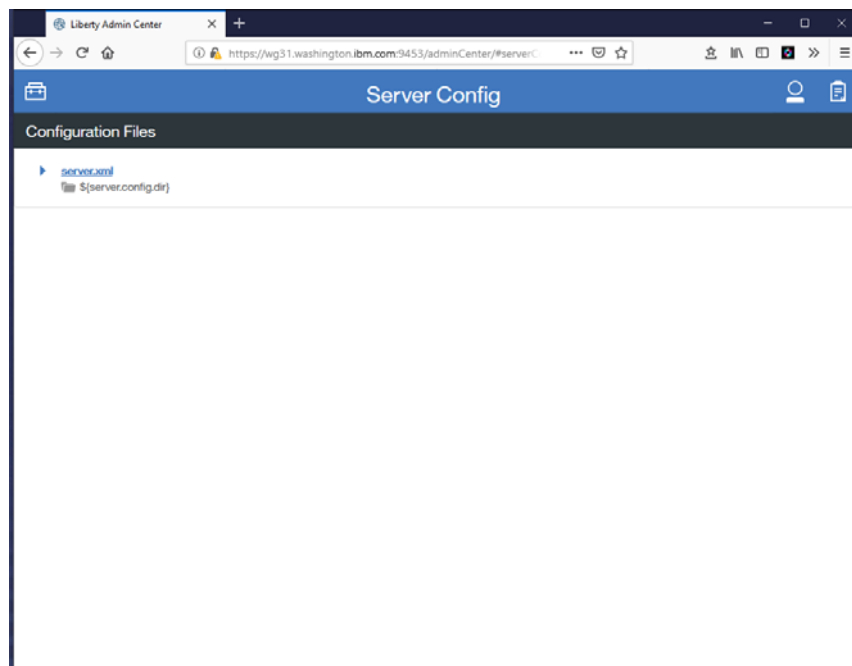 Liberty Admin Center
https://wg31.washington.ibm.com:9453/adminCenter/#serverC
Server Config
Configuration Files
server.xml
${server.config.dir}